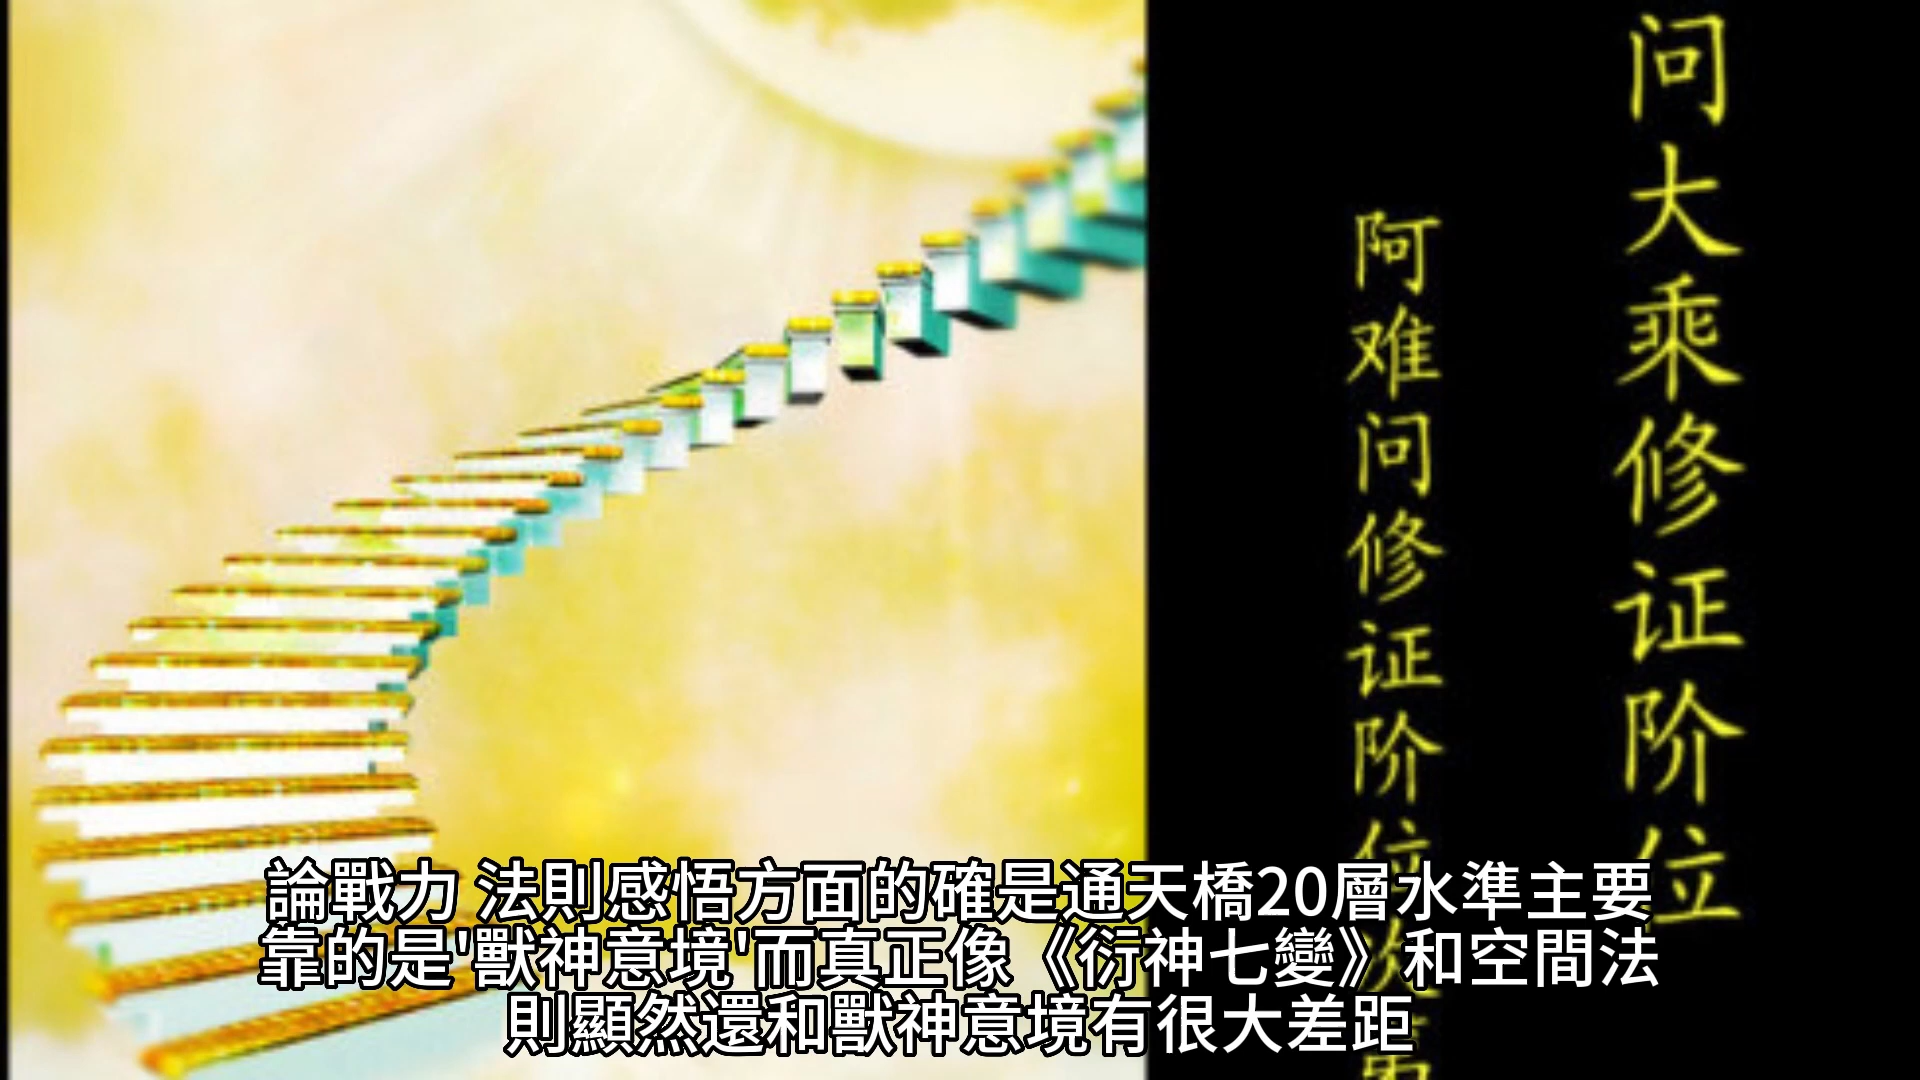 问大乘修证阶位
阿难问修证阶位次第
論戰力 法則感悟方面的確是通天橋20層水準主要
靠的是'獸神意境'而真正像《衍神七變》和空間法
則顯然還和獸神意境有很大差距